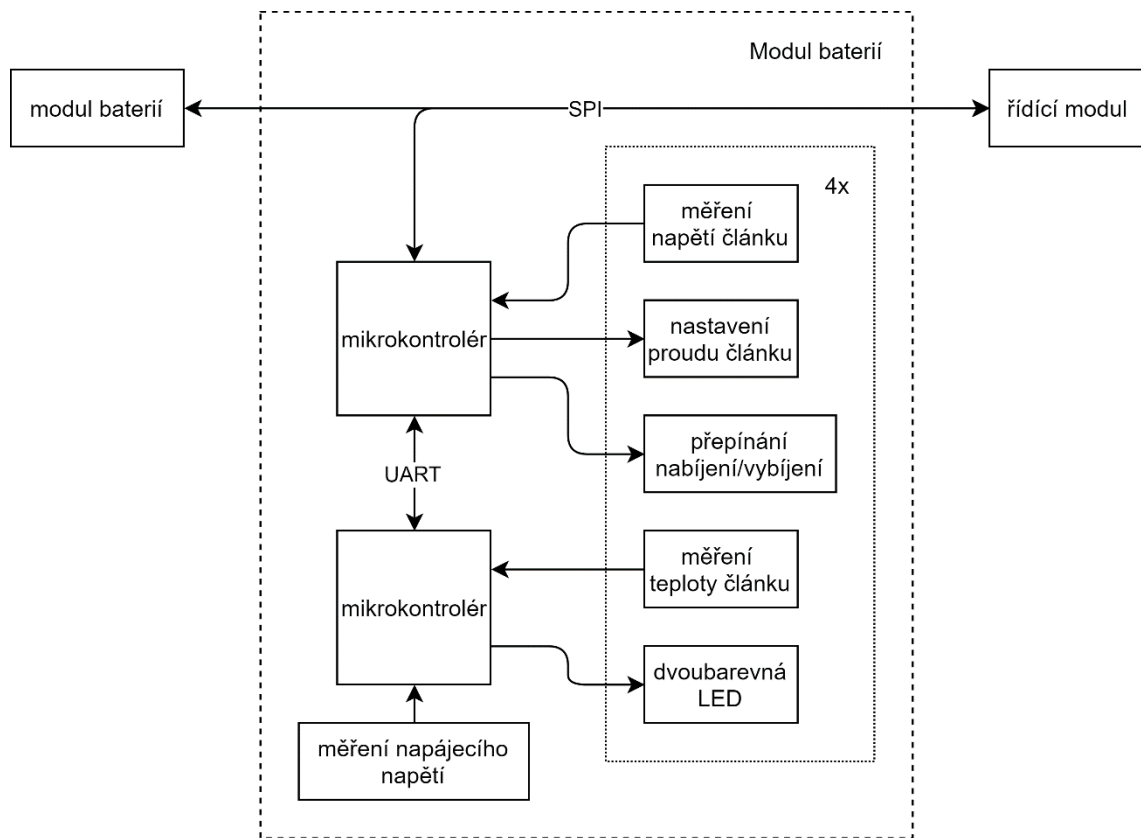 Modul baterií
modul baterií
SPI
řídící modul
4x
měření
napětí článku
mikrokontrolér
nastavení
proudu článku
přepínání
nabíjení/vybíjení
UART
měření
teploty článku
mikrokontrolér
dvoubarevná
LED
měření napájecího
napětí